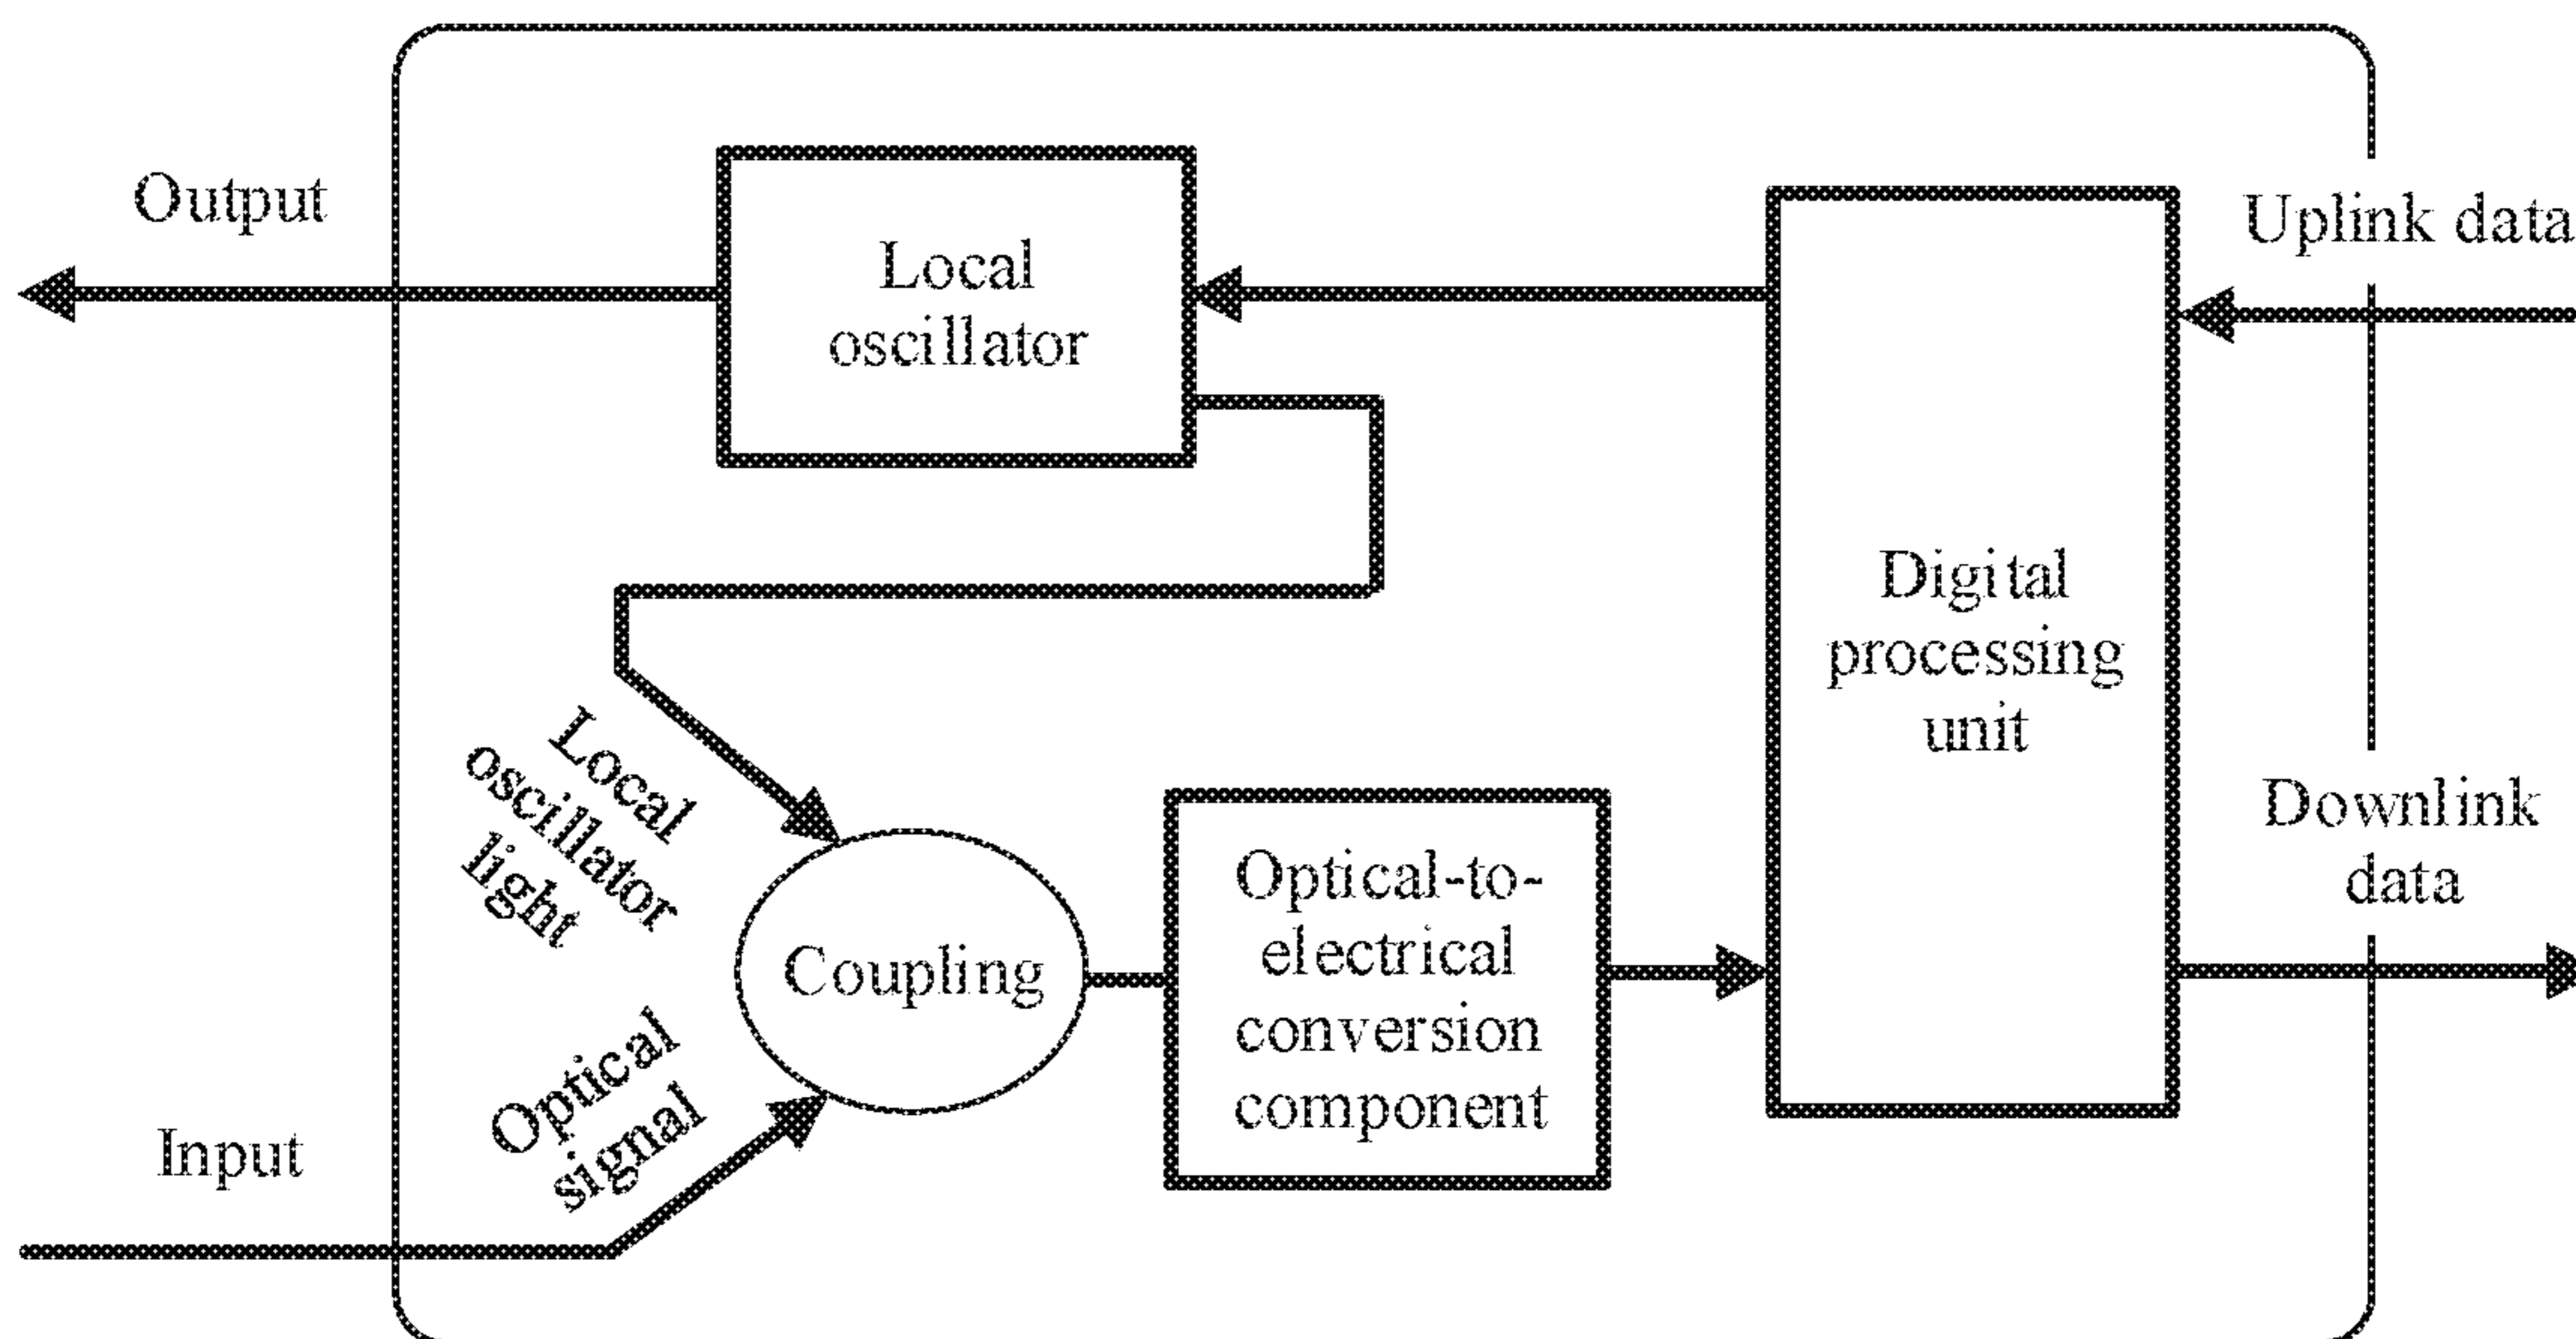 Output
Local
oscillator
Uplink data
Digital
processing
unit
Local
oscillator
light
Downlink
data
Coupling
Optical-to-
electrical
conversion
component
Optical
signal
Input